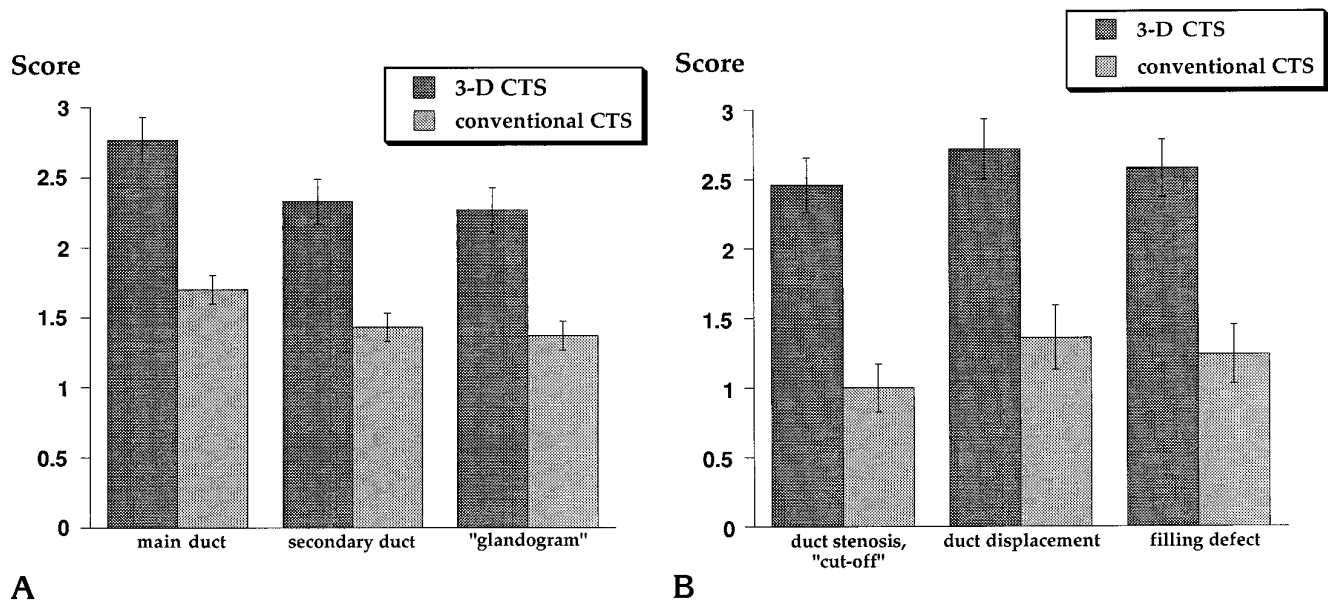 Score
3-D CTS
conventional CTS
3
2.5
2
1.5
1
0.5
0
main duct
secondary duct
"glandogram"
A
Score
3-D CTS
conventional CTS
3
2.5
2
1.5
1
0.5
0
duct stenosis,
"cut-off"
duct displacement
filling defect
B